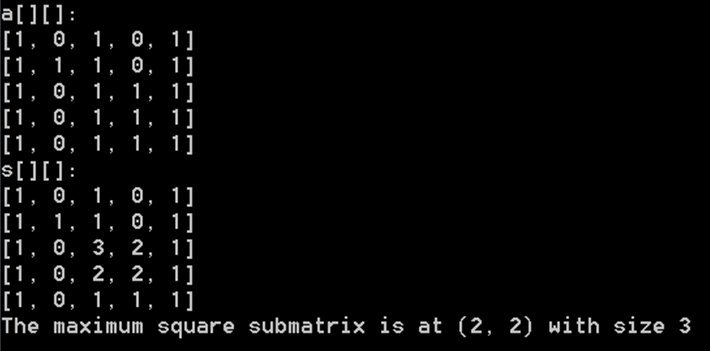 a[][]:
[1, 0, 1, 0, 1]
[1, 1, 1, 0, 1]
[1, 0, 1, 1, 1]
[1, 0, 1, 1, 1]
[1, 0, 1, 1, 1]
s[][]:
[1, 0, 1, 0, 1]
[1, 1, 1, 0, 1]
[1, 0, 3, 2, 1]
[1, 0, 2, 2, 1]
[1, 0, 1, 1, 1]
The maximum square submatrix is at (2, 2) with size 3